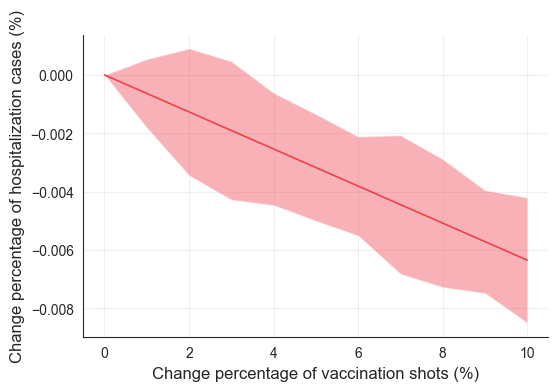 Change percentage of hospitalization cases (%)
0.000
−0.002
−0.004
−0.006
−0.008
0 2 4 6 8 10
Change percentage of vaccination shots (%)